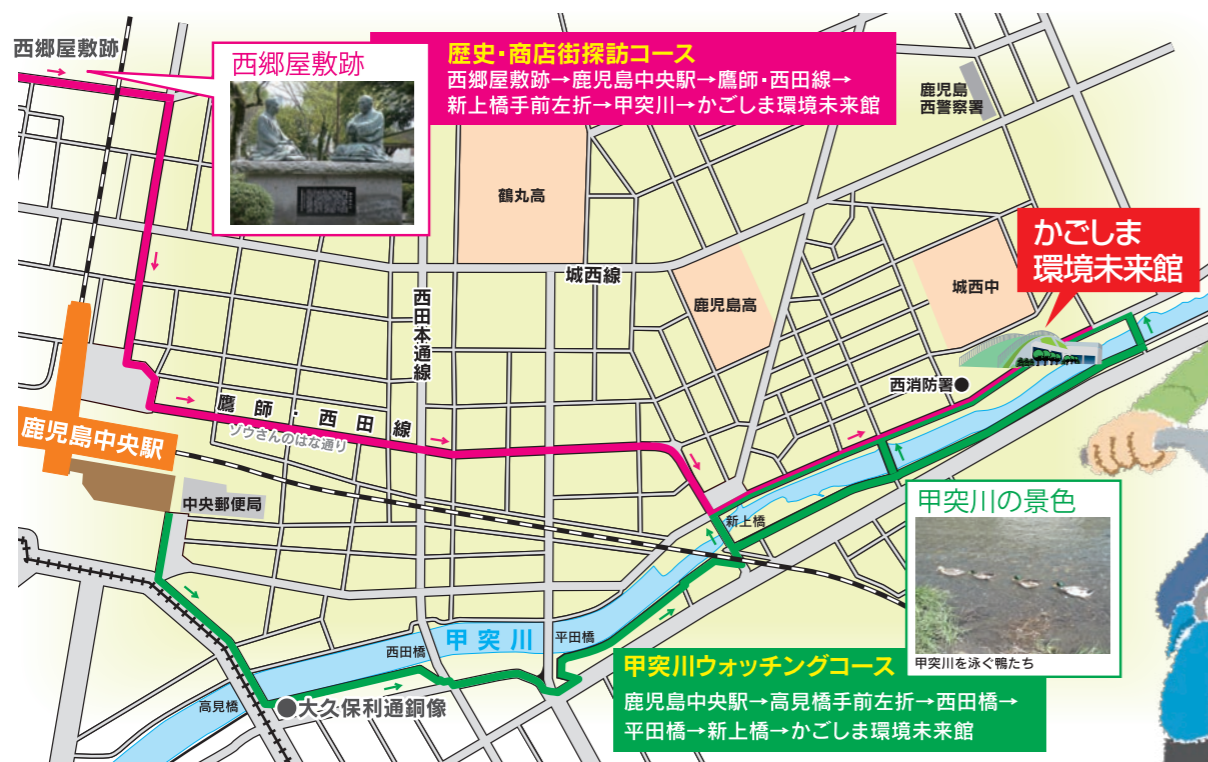 西郷屋敷跡
西郷屋敷跡
歴史・商店街探訪コース
西郷屋敷跡→鹿児島中央駅→鷹師・西田線→
新上橋手前左折→甲突川→かごしま環境未来館
鹿児島
西警察署
鶴丸高
かごしま
環境未来館
城西線
城西中
西田本通線
鹿児島高
西消防署●
鷹師・西田線
ゾウさんのはな通り
鹿児島中央駅
中央郵便局
新上橋
甲突川の景色
甲突川を泳ぐ鴨たち
甲突川
平田橋
西田橋
高見橋
●大久保利通銅像
甲突川ウォッチングコース
鹿児島中央駅→高見橋手前左折→西田橋→
平田橋→新上橋→かごしま環境未来館